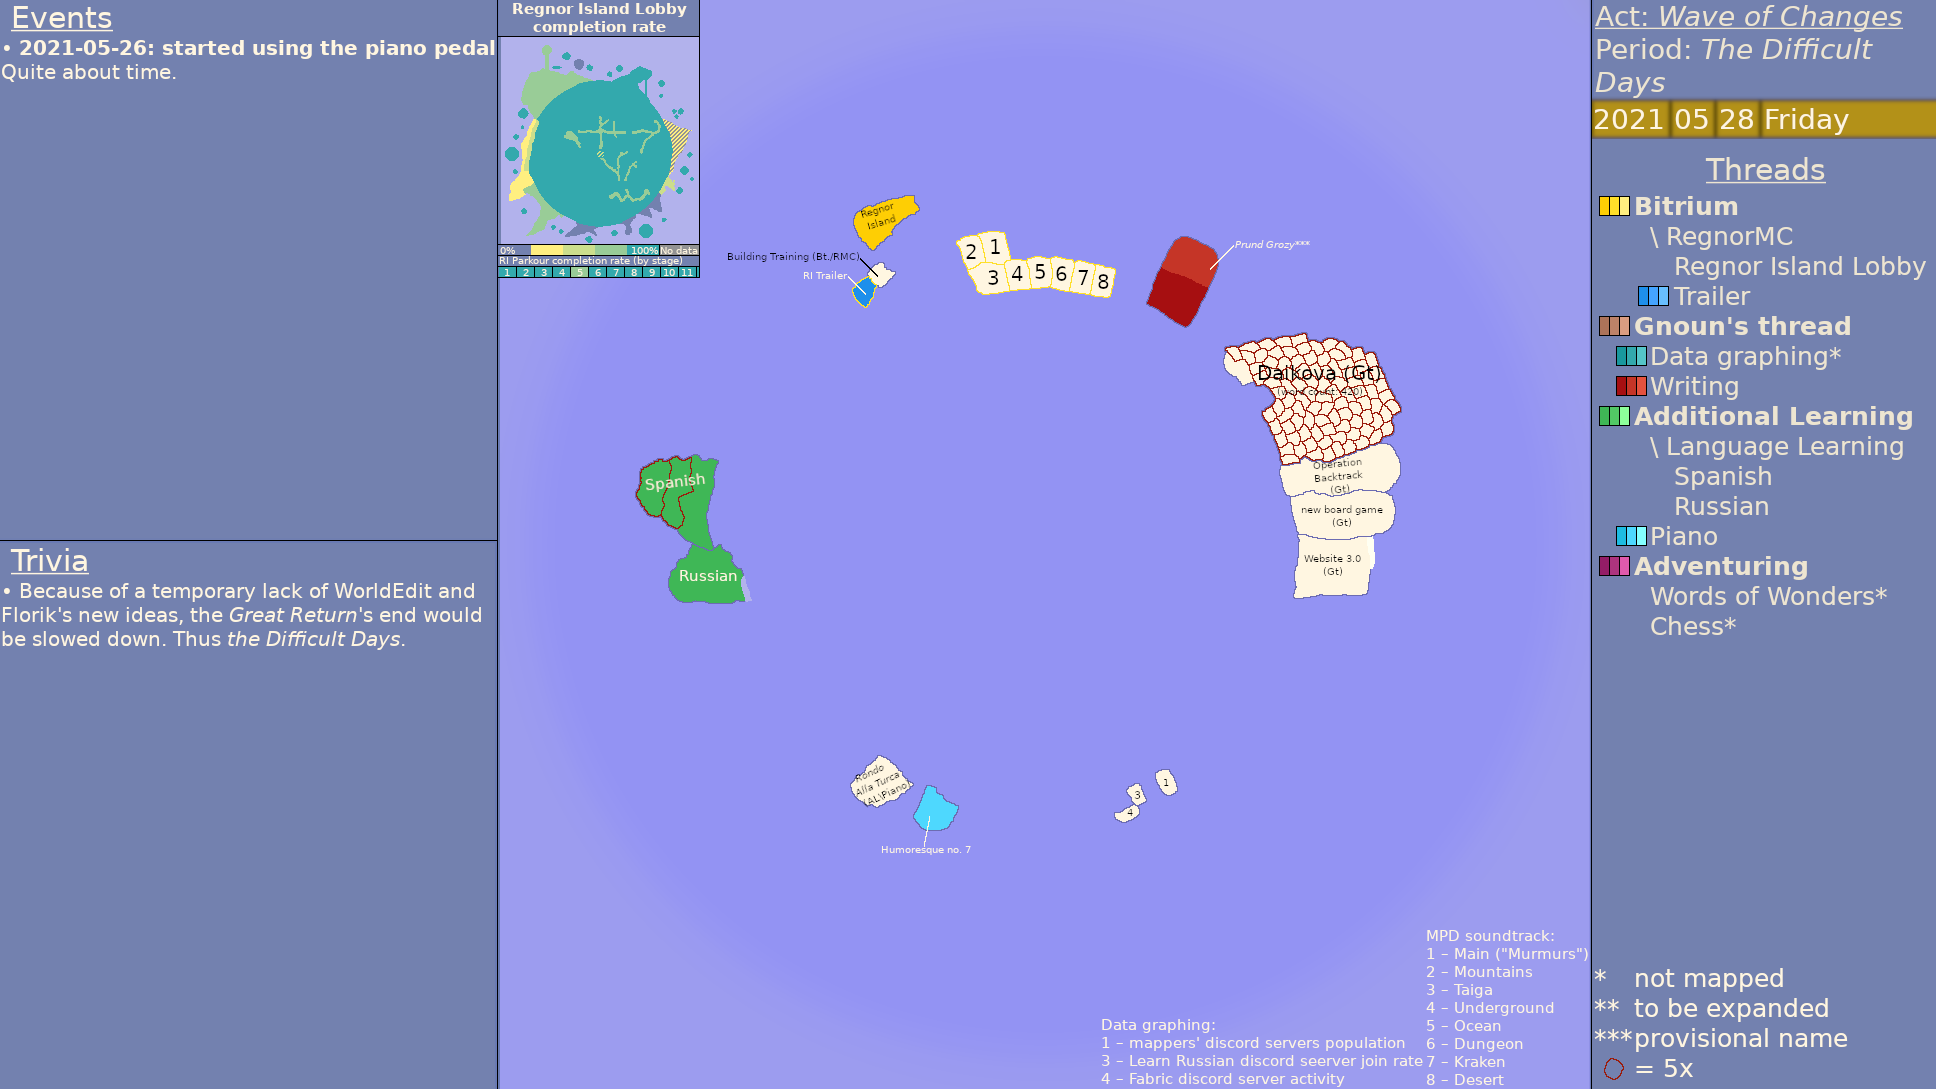 Events
• 2021-05-26: started using the piano pedal
Quite about time.
Trivia
• Because of a temporary lack of WorldEdit and
Florik's new ideas, the Great Return's end would
be slowed down. Thus the Difficult Days.
Regnor Island Lobby
completion rate
0% 100% No data
RI Parkour completion rate (by stage)
1 2 3 4 5 6 7 8 9 10 11
Regnor
Island
Building Training (Bt./RMC)
RI Trailer
2 1
3 4 5 6 7 8
Prund Grozy***
Daikova (Gt)
(word count: 420)
Operation
Backtrack
(Gt)
new board game
(Gt)
Website 3.0
(Gt)
Spanish
Russian
Rondo
Alla Turca
(AL\Piano)
Humoresque no. 7
1
3
4
Data graphing:
1 – mappers' discord servers population
3 – Learn Russian discord seerver join rate
4 – Fabric discord server activity
MPD soundtrack:
1 – Main ("Murmurs")
2 – Mountains
3 – Taiga
4 – Underground
5 – Ocean
6 – Dungeon
7 – Kraken
8 – Desert
Act: Wave of Changes
Period: The Difficult
Days
2021 05 28 Friday
Threads
Bitrium
\ RegnorMC
Regnor Island Lobby
Trailer
Gnoun's thread
Data graphing*
Writing
Additional Learning
\ Language Learning
Spanish
Russian
Piano
Adventuring
Words of Wonders*
Chess*
* not mapped
** to be expanded
*** provisional name
= 5x